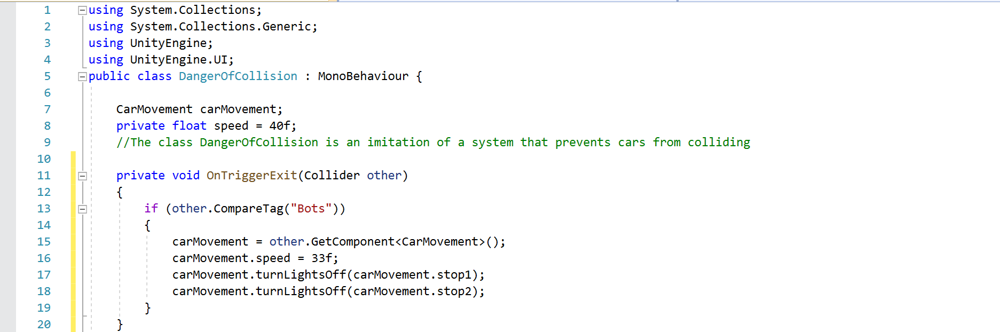 1 using System.Collections;
2 using System.Collections.Generic;
3 using UnityEngine;
4 using UnityEngine.UI;
5 public class DangerOfCollision : MonoBehaviour {
6
7 CarMovement carMovement;
8 private float speed = 40f;
9 //The class DangerOfCollision is an imitation of a system that prevents cars from colliding
10
11 private void OnTriggerExit(Collider other)
12 {
13 if (other.CompareTag("Bots"))
14 {
15 carMovement = other.GetComponent<CarMovement>();
16 carMovement.speed = 33f;
17 carMovement.turnLightsOff(carMovement.stop1);
18 carMovement.turnLightsOff(carMovement.stop2);
19 }
20 }